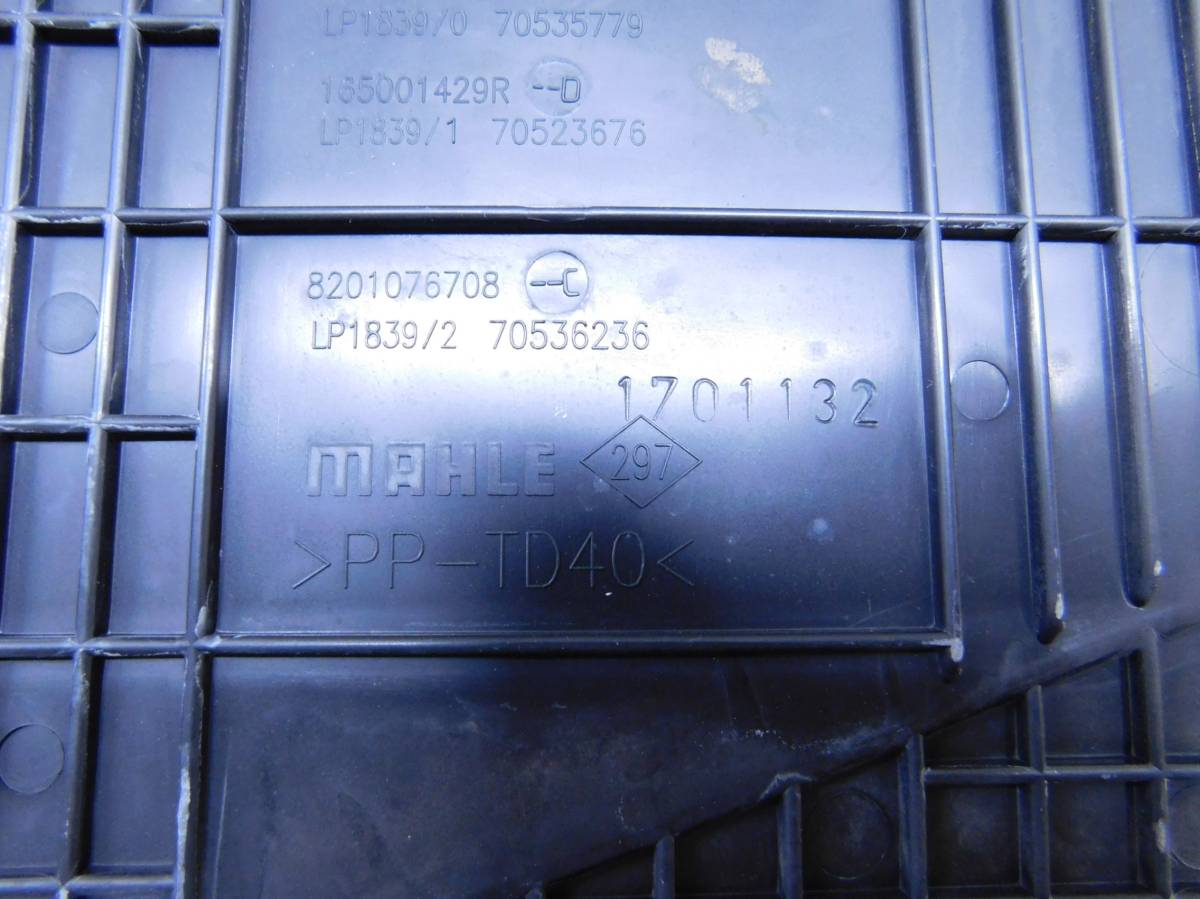 LP1839/0 70535779
165001429R --D
LP1839/1 70523676
8201076708 --C
LP1839/2 70536236
1701132
MAHLE 297
>PP-TD40<